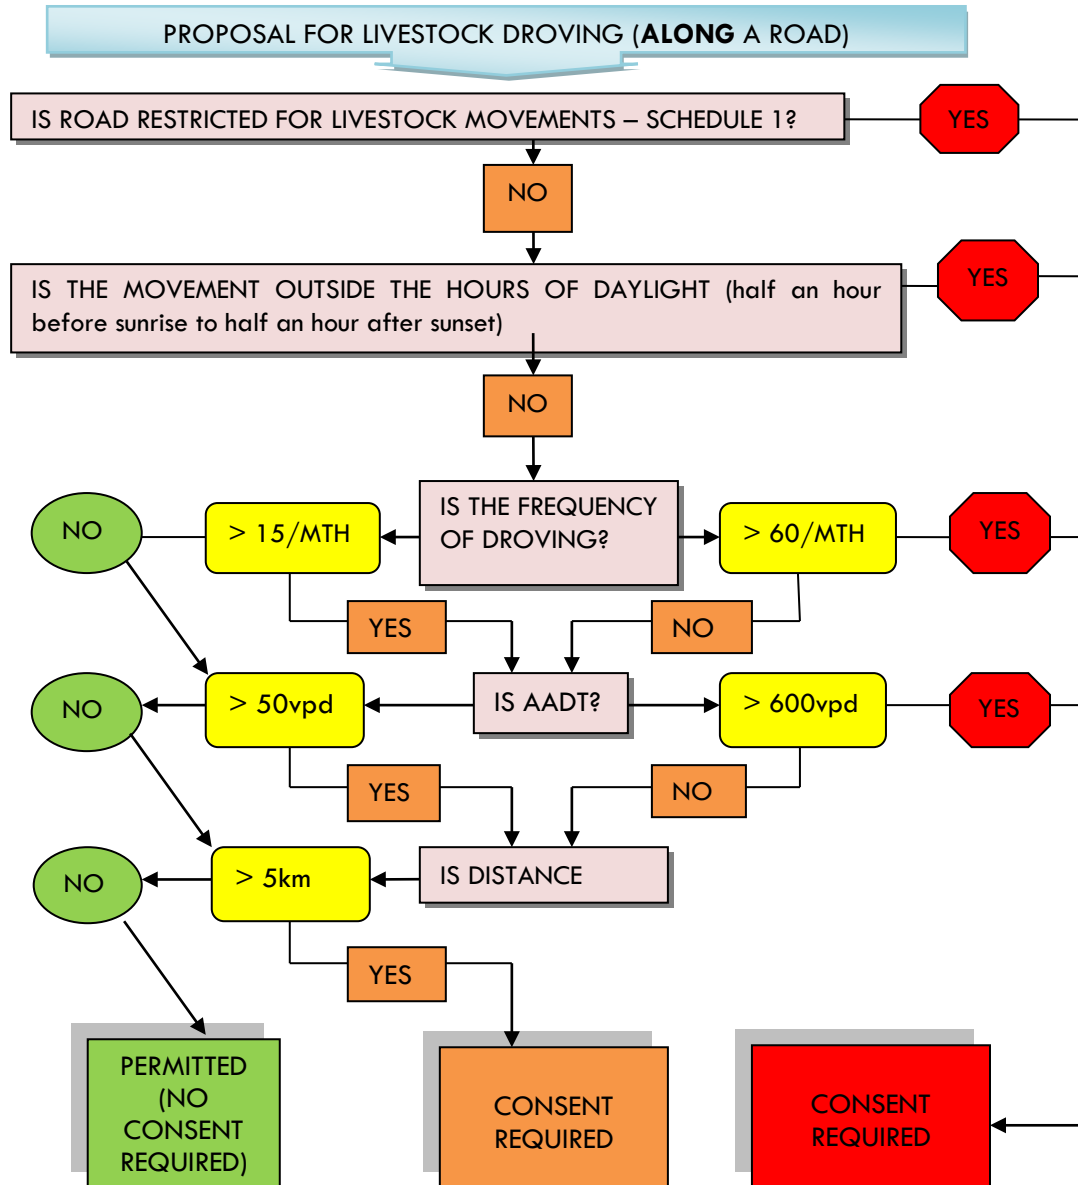 PROPOSAL FOR LIVESTOCK DROVING (ALONG A ROAD)
IS ROAD RESTRICTED FOR LIVESTOCK MOVEMENTS – SCHEDULE 1?
YES
NO
IS THE MOVEMENT OUTSIDE THE HOURS OF DAYLIGHT (half an hour
before sunrise to half an hour after sunset)
YES
NO
NO
> 15/MTH
IS THE FREQUENCY
OF DROVING?
> 60/MTH
YES
YES
NO
NO
> 50vpd
IS AADT?
> 600vpd
YES
YES
NO
NO
> 5km
IS DISTANCE
YES
PERMITTED
(NO
CONSENT
REQUIRED)
CONSENT
REQUIRED
CONSENT
REQUIRED